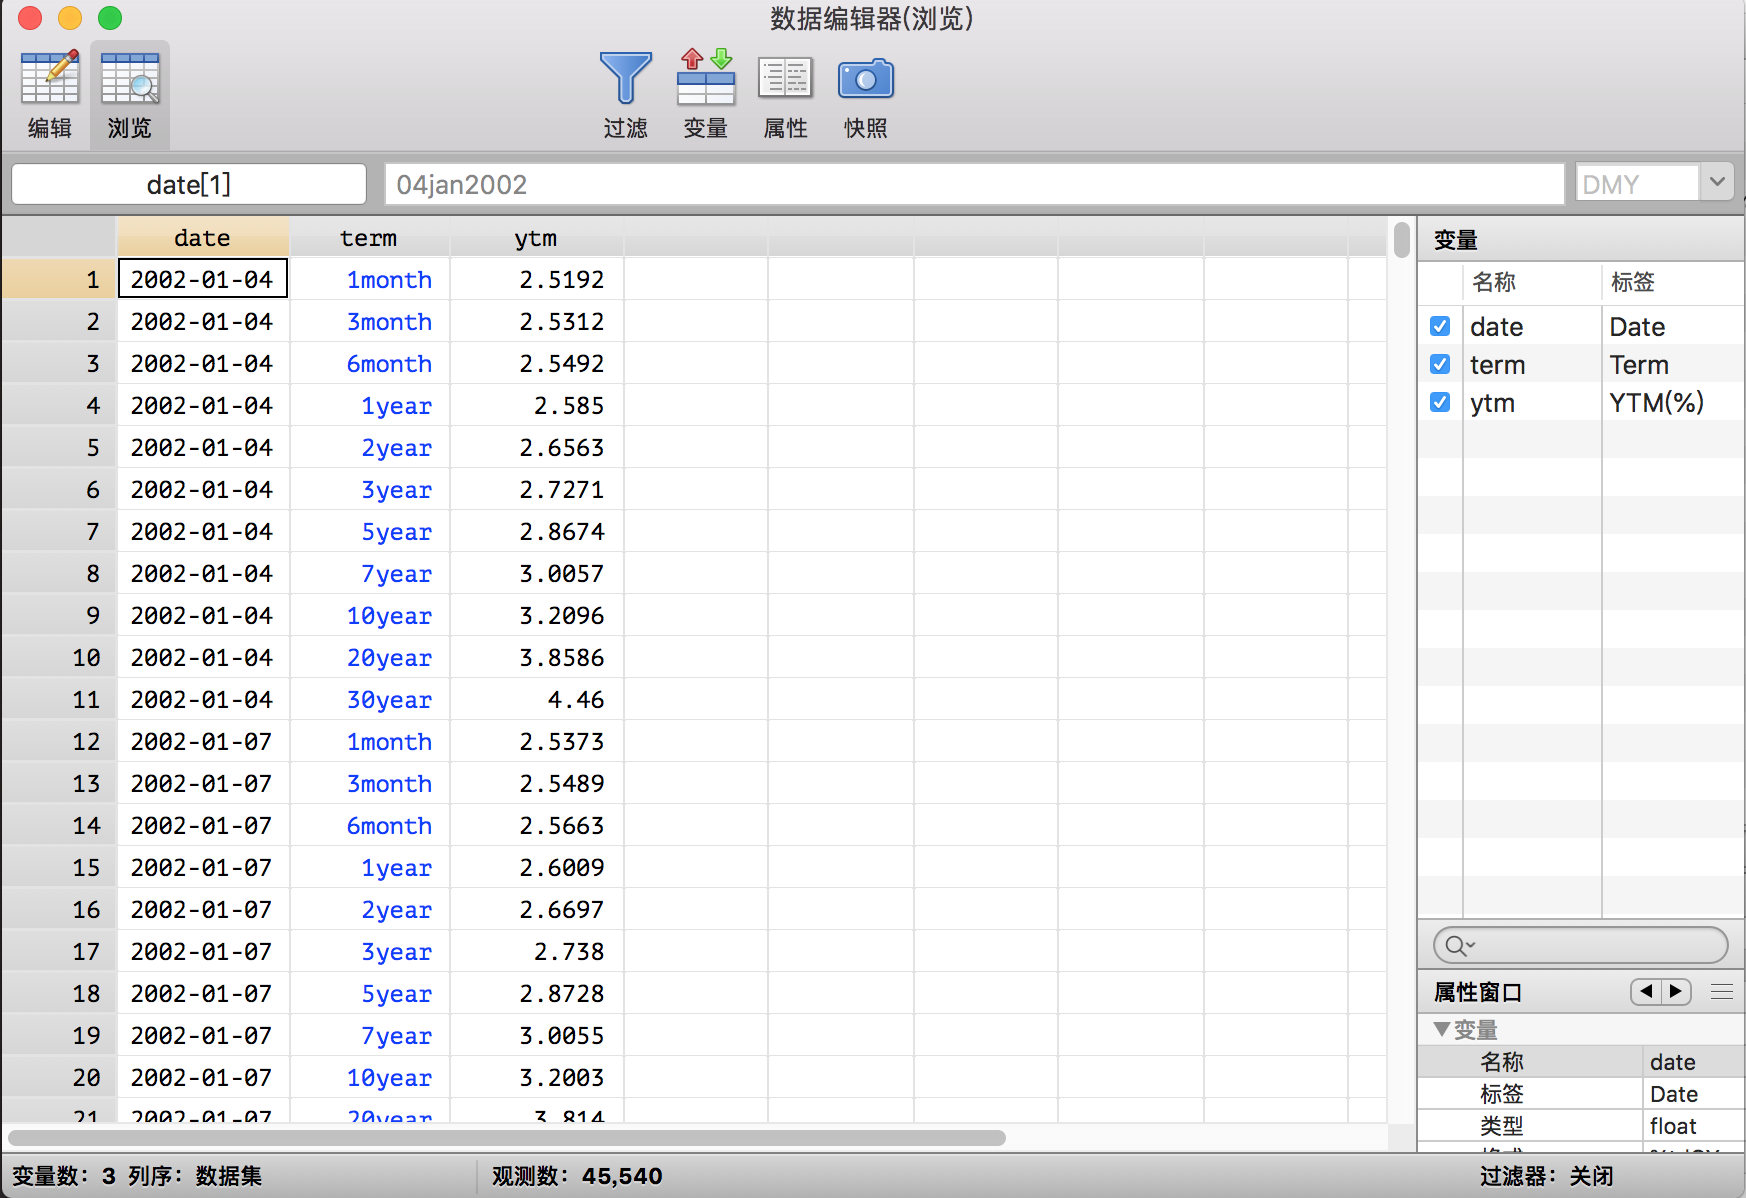 数据编辑器(浏览)
编辑 浏览 过滤 变量 属性 快照
date[1] 04jan2002 DMY
date term ytm
1 2002-01-04 1month 2.5192
2 2002-01-04 3month 2.5312
3 2002-01-04 6month 2.5492
4 2002-01-04 1year 2.585
5 2002-01-04 2year 2.6563
6 2002-01-04 3year 2.7271
7 2002-01-04 5year 2.8674
8 2002-01-04 7year 3.0057
9 2002-01-04 10year 3.2096
10 2002-01-04 20year 3.8586
11 2002-01-04 30year 4.46
12 2002-01-07 1month 2.5373
13 2002-01-07 3month 2.5489
14 2002-01-07 6month 2.5663
15 2002-01-07 1year 2.6009
16 2002-01-07 2year 2.6697
17 2002-01-07 3year 2.738
18 2002-01-07 5year 2.8728
19 2002-01-07 7year 3.0055
20 2002-01-07 10year 3.2003
21 2002-01-07 20year 3.814
变量
名称 标签
date Date
term Term
ytm YTM(%)
属性窗口
变量
名称 date
标签 Date
类型 float
变量数：3 列序：数据集 观测数：45,540 过滤器：关闭